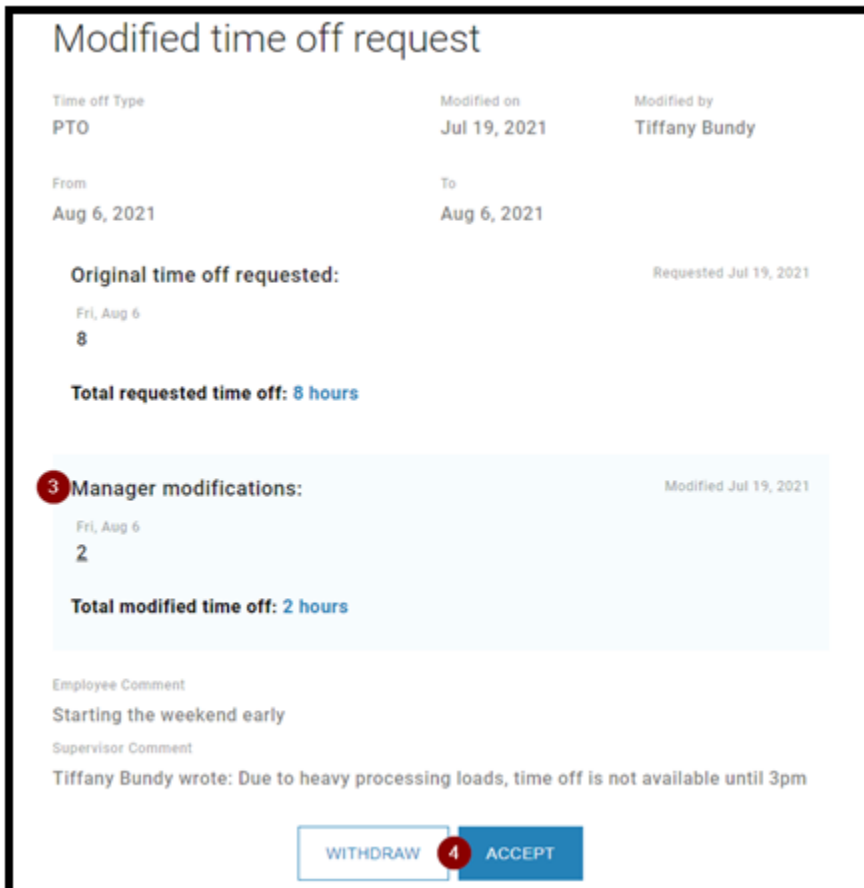 Modified time off request
Time off Type Modified on Modified by
PTO Jul 19, 2021 Tiffany Bundy
From To
Aug 6, 2021 Aug 6, 2021
Original time off requested: Requested Jul 19, 2021
Fri, Aug 6
8
Total requested time off: 8 hours
3 Manager modifications: Modified Jul 19, 2021
Fri, Aug 6
2
Total modified time off: 2 hours
Employee Comment
Starting the weekend early
Supervisor Comment
Tiffany Bundy wrote: Due to heavy processing loads, time off is not available until 3pm
WITHDRAW 4 ACCEPT